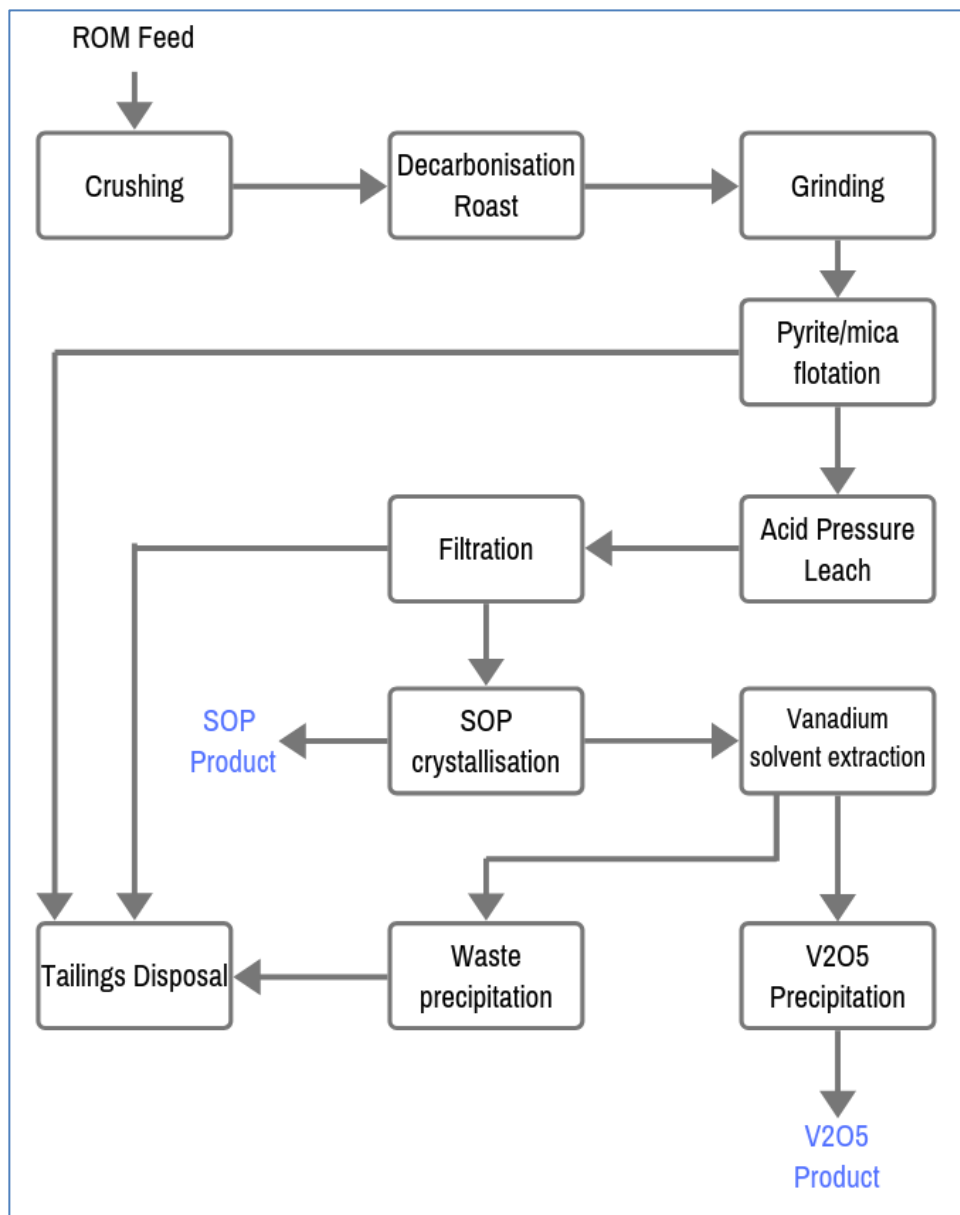 ROM Feed
Crushing
Decarbonisation
Roast
Grinding
Pyrite/mica
flotation
Acid Pressure
Leach
Filtration
SOP
Product
SOP
crystallisation
Vanadium
solvent extraction
Tailings Disposal
Waste
precipitation
V2O5
Precipitation
V2O5
Product